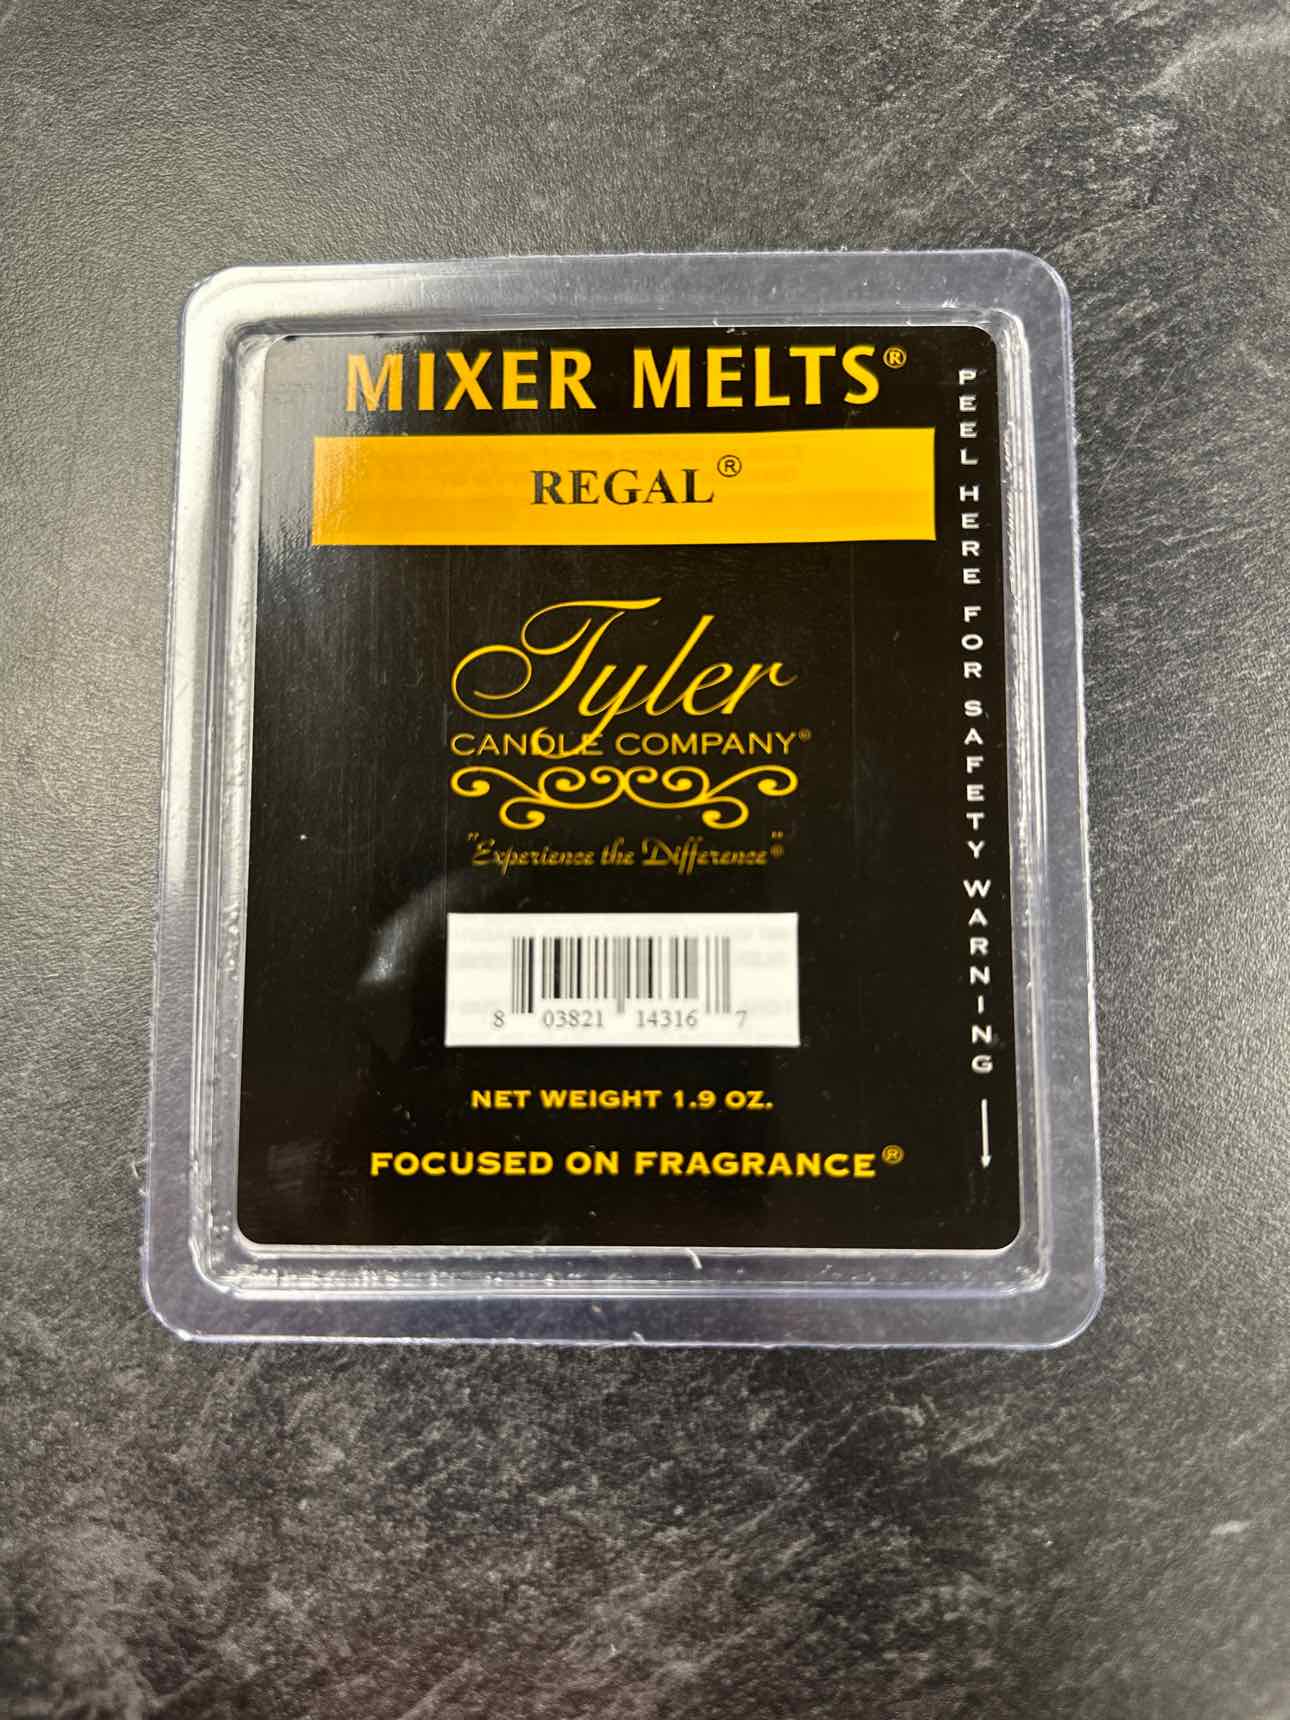 MIXER MELTS®
REGAL®
Tyler
CANDLE COMPANY®
"Experience the Difference"®
8 03821 14316 7
NET WEIGHT 1.9 OZ.
FOCUSED ON FRAGRANCE®
PEEL HERE FOR SAFETY WARNING